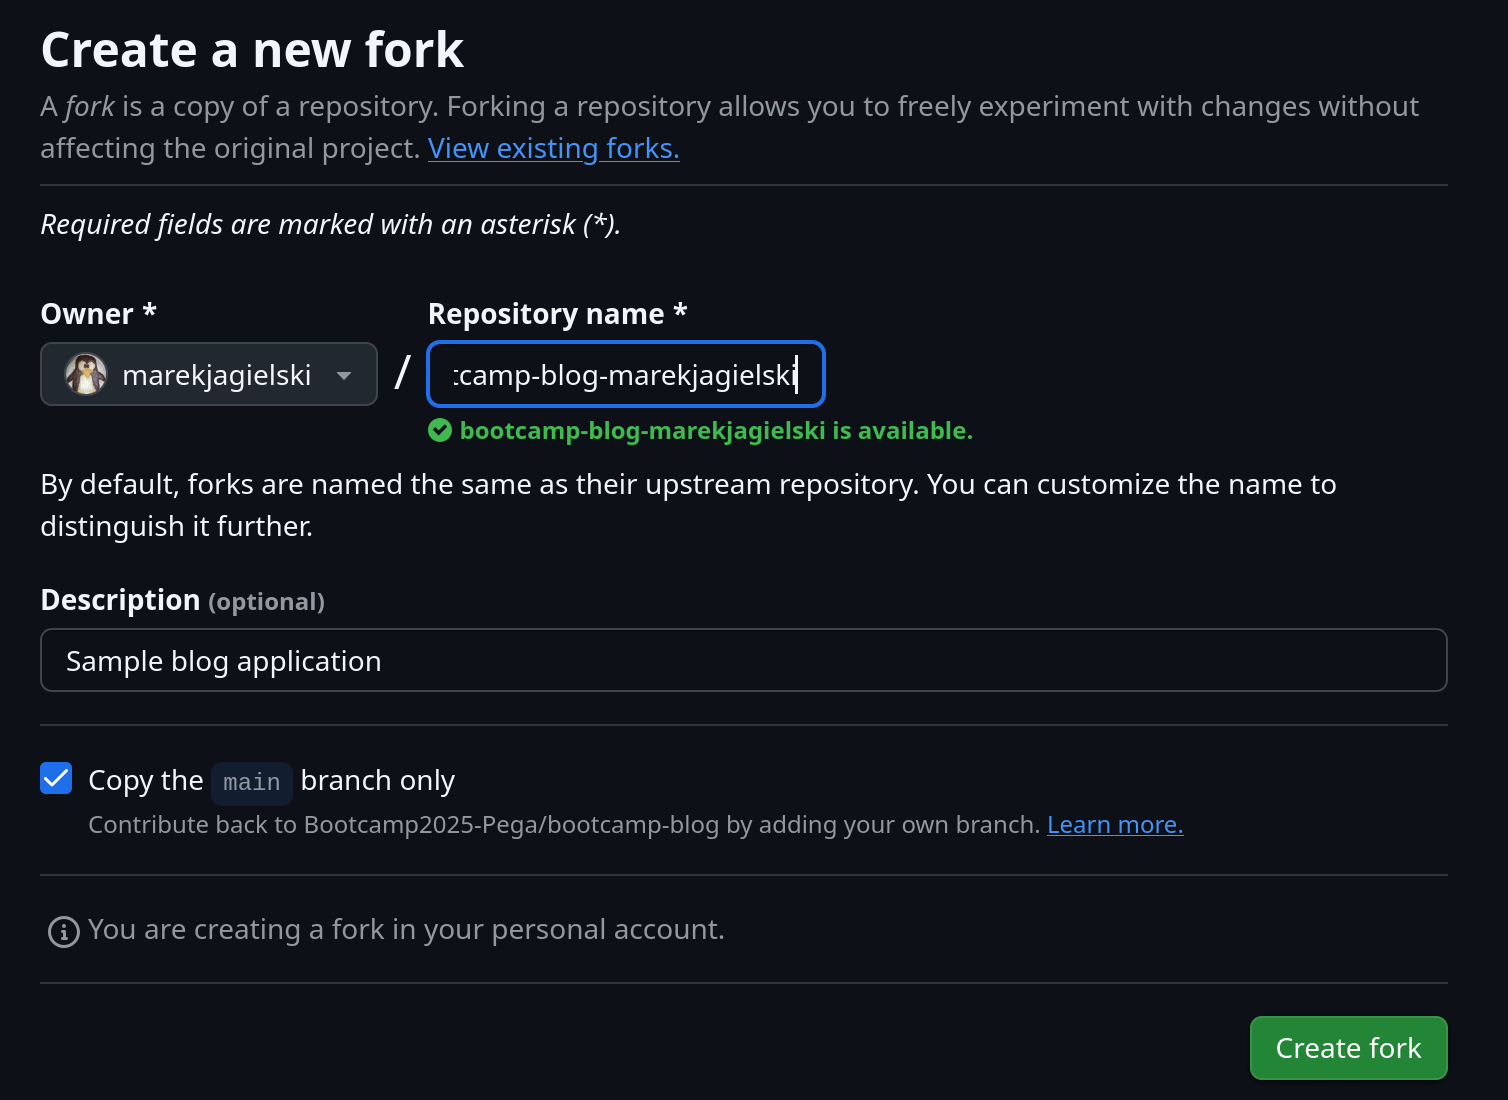 Create a new fork
A fork is a copy of a repository. Forking a repository allows you to freely experiment with changes without
affecting the original project. View existing forks.
Required fields are marked with an asterisk (*).
Owner *
Repository name *
marekjagielski
/
tcamp-blog-marekjagielski
bootcamp-blog-marekjagielski is available.
By default, forks are named the same as their upstream repository. You can customize the name to
distinguish it further.
Description (optional)
Sample blog application
Copy the main branch only
Contribute back to Bootcamp2025-Pega/bootcamp-blog by adding your own branch. Learn more.
You are creating a fork in your personal account.
Create fork